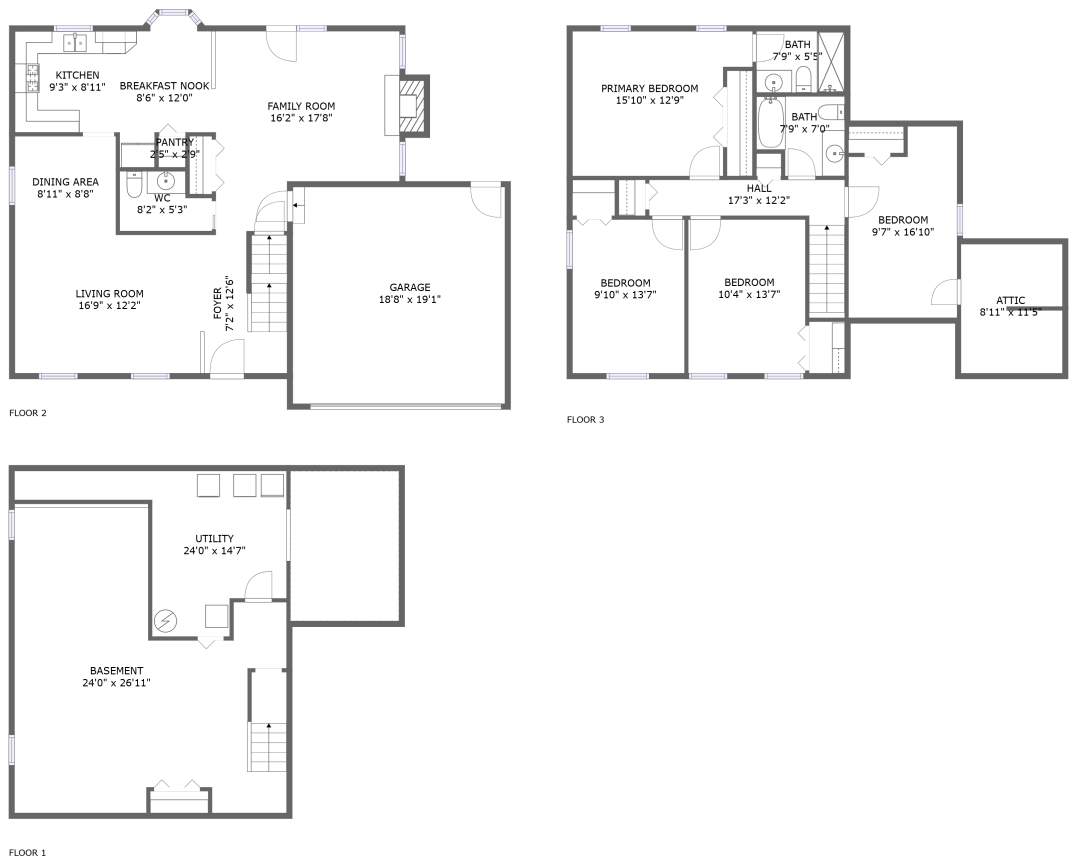 KITCHEN
9'3" x 8'11"
BREAKFAST NOOK
8'6" x 12'0"
FAMILY ROOM
16'2" x 17'8"
PANTRY
2'5" x 2'9"
DINING AREA
8'11" x 8'8"
WC
8'2" x 5'3"
LIVING ROOM
16'9" x 12'2"
FOYER
7'2" x 12'6"
GARAGE
18'8" x 19'1"
FLOOR 2
BATH
7'9" x 5'5"
PRIMARY BEDROOM
15'10" x 12'9"
BATH
7'9" x 7'0"
HALL
17'3" x 12'2"
BEDROOM
9'7" x 16'10"
BEDROOM
9'10" x 13'7"
BEDROOM
10'4" x 13'7"
ATTIC
8'11" x 11'5"
FLOOR 3
UTILITY
24'0" x 14'7"
BASEMENT
24'0" x 26'11"
FLOOR 1